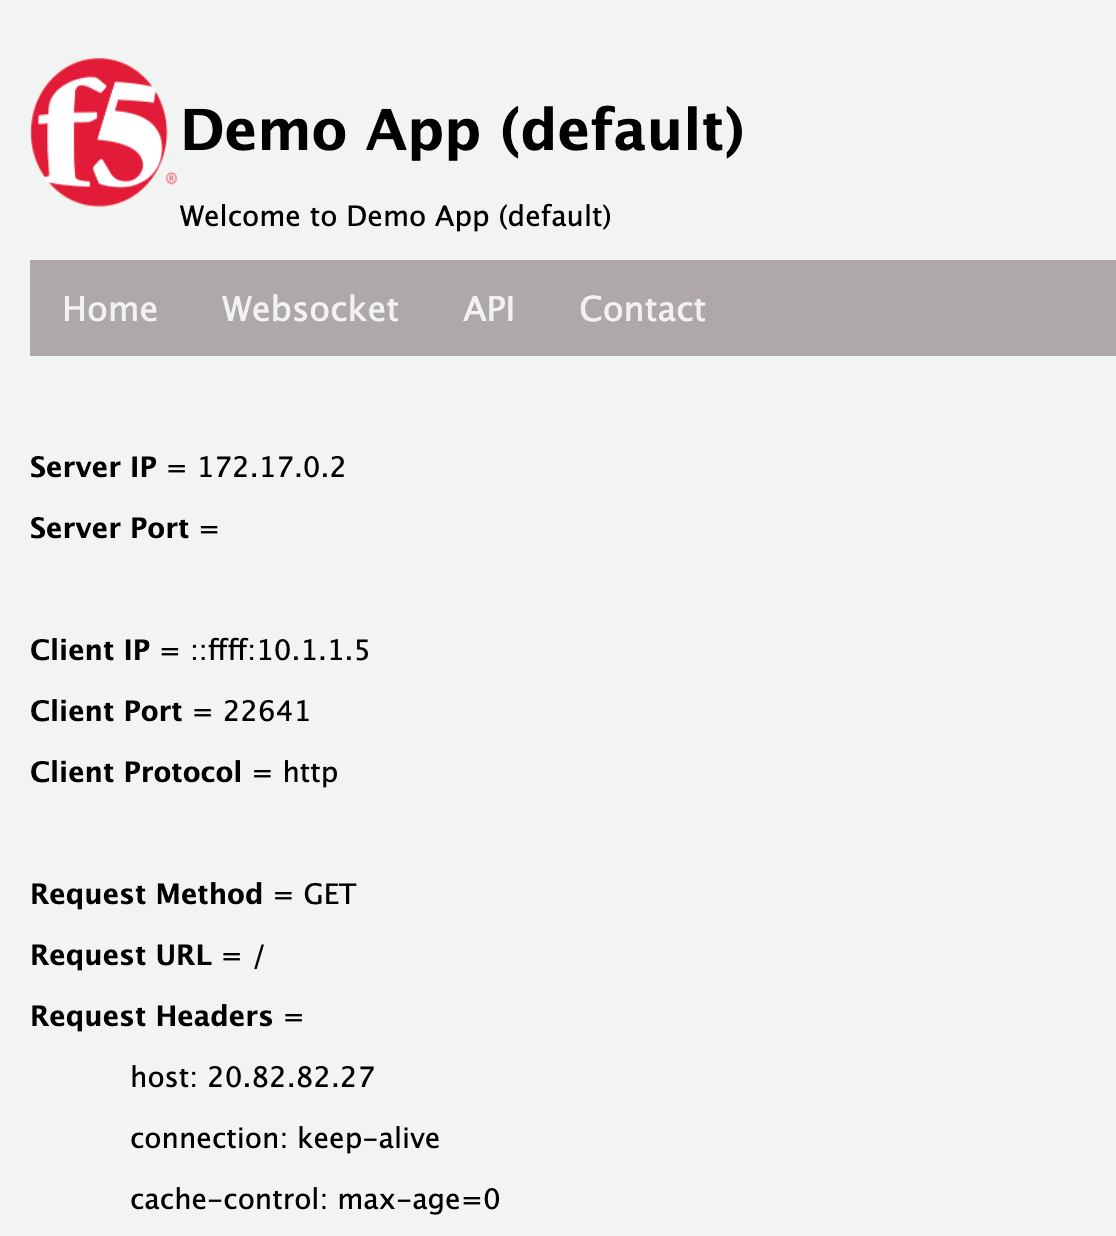 f5®
Demo App (default)
Welcome to Demo App (default)
Home Websocket API Contact
Server IP = 172.17.0.2
Server Port =
Client IP = ::ffff:10.1.1.5
Client Port = 22641
Client Protocol = http
Request Method = GET
Request URL = /
Request Headers =
host: 20.82.82.27
connection: keep-alive
cache-control: max-age=0